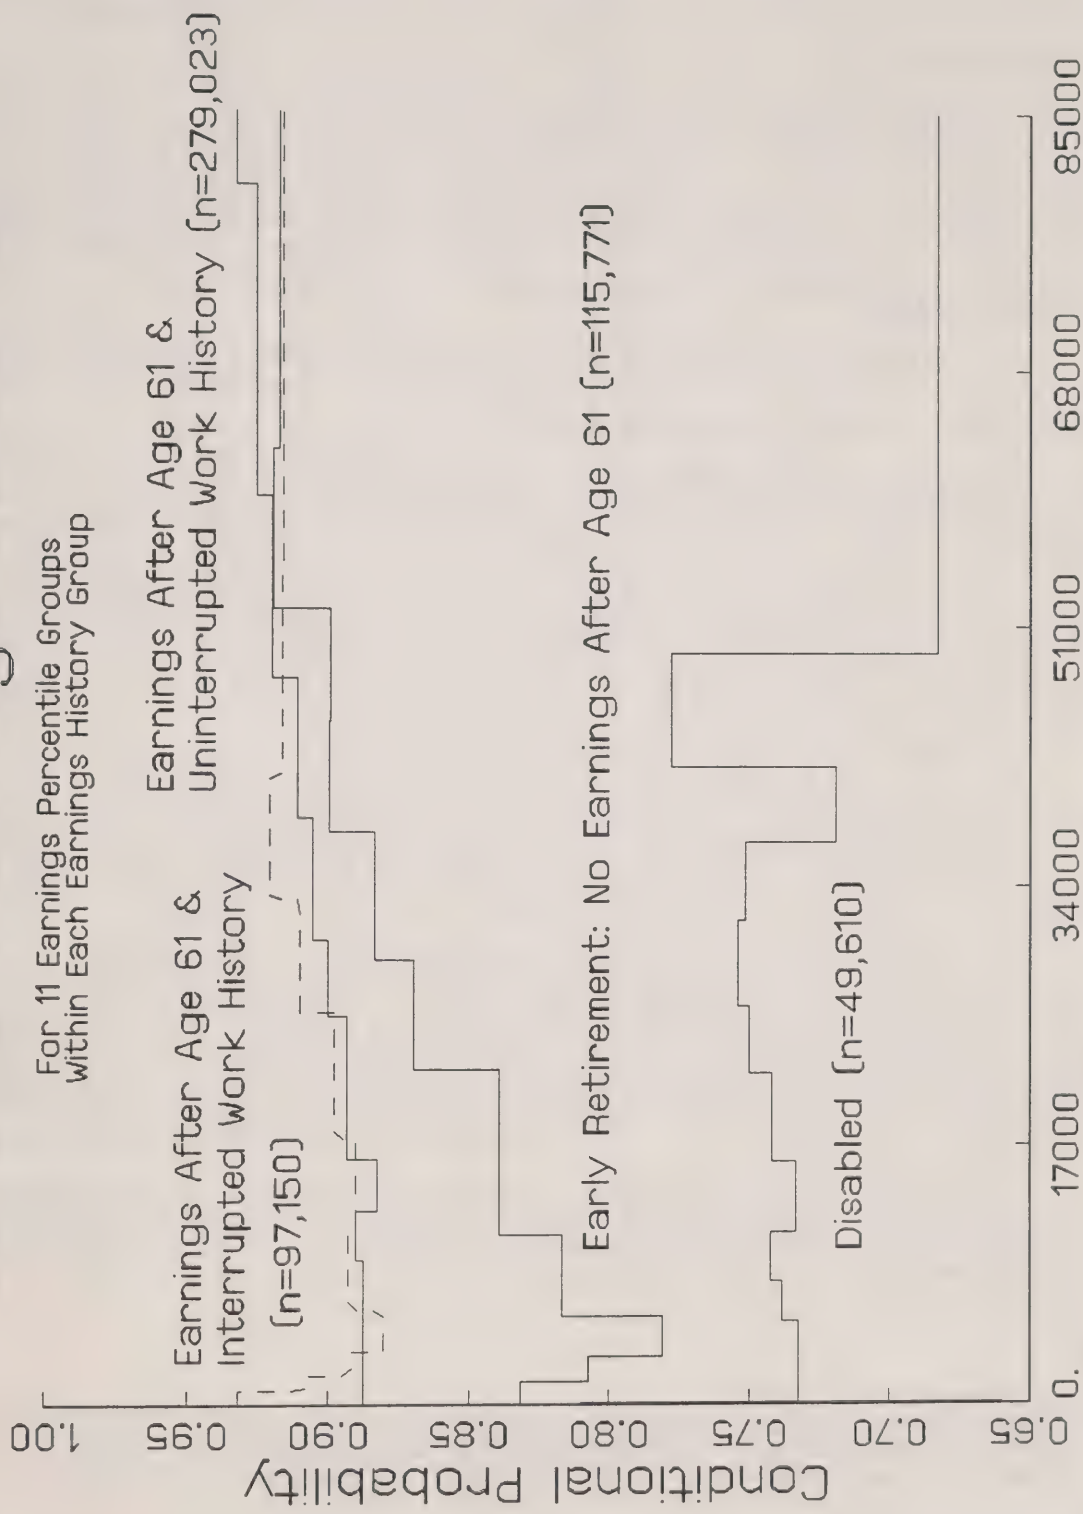 For 11 Earnings Percentile Groups
Within Each Earnings History Group
Earnings After Age 61 &
Uninterrupted Work History (n=279,023)
Earnings After Age 61 &
Interrupted Work History
(n=97,150)
Early Retirement: No Earnings After Age 61 (n=115,771)
Disabled (n=49,610)
Conditional Probability
1.00
0.95
0.90
0.85
0.80
0.75
0.70
0.65
0.
17000
34000
51000
68000
85000